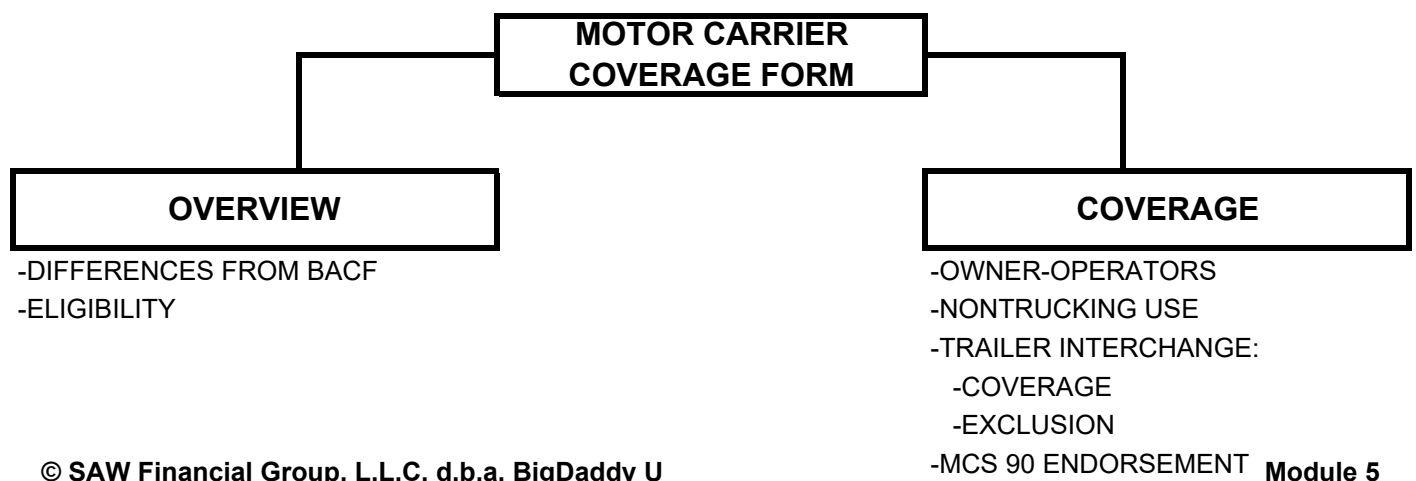 MOTOR CARRIER
COVERAGE FORM
OVERVIEW
-DIFFERENCES FROM BACF
-ELIGIBILITY
COVERAGE
-OWNER-OPERATORS
-NONTRUCKING USE
-TRAILER INTERCHANGE:
-COVERAGE
-EXCLUSION
-MCS 90 ENDORSEMENT
© SAW Financial Group, L.L.C. d.b.a. BigDaddy U
Module 5